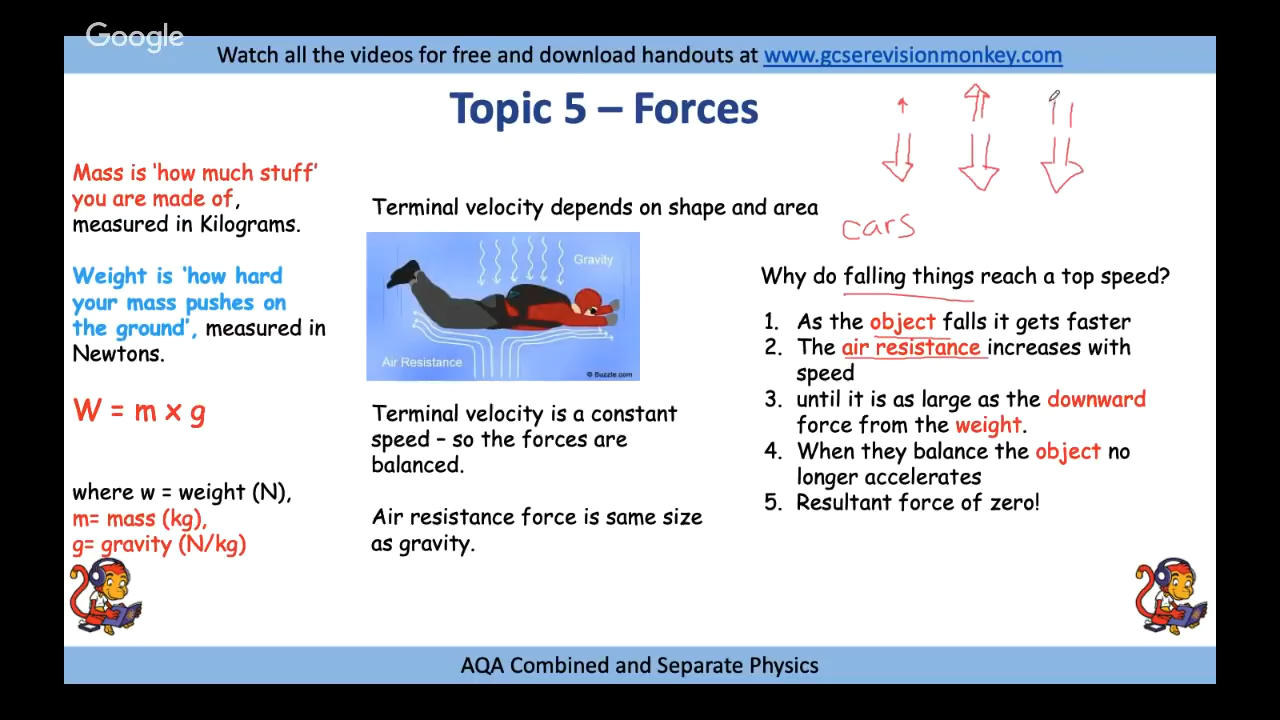 Google
Watch all the videos for free and download handouts at www.gcserevisionmonkey.com
Topic 5 – Forces
Mass is 'how much stuff'
you are made of,
measured in Kilograms.
Weight is 'how hard
your mass pushes on
the ground', measured in
Newtons.
W = m x g
where w = weight (N),
m= mass (kg),
g= gravity (N/kg)
Terminal velocity depends on shape and area
Gravity
Air Resistance
© Buzzle.com
Terminal velocity is a constant
speed – so the forces are
balanced.
Air resistance force is same size
as gravity.
cars
Why do falling things reach a top speed?
1. As the object falls it gets faster
2. The air resistance increases with
speed
3. until it is as large as the downward
force from the weight.
4. When they balance the object no
longer accelerates
5. Resultant force of zero!
AQA Combined and Separate Physics